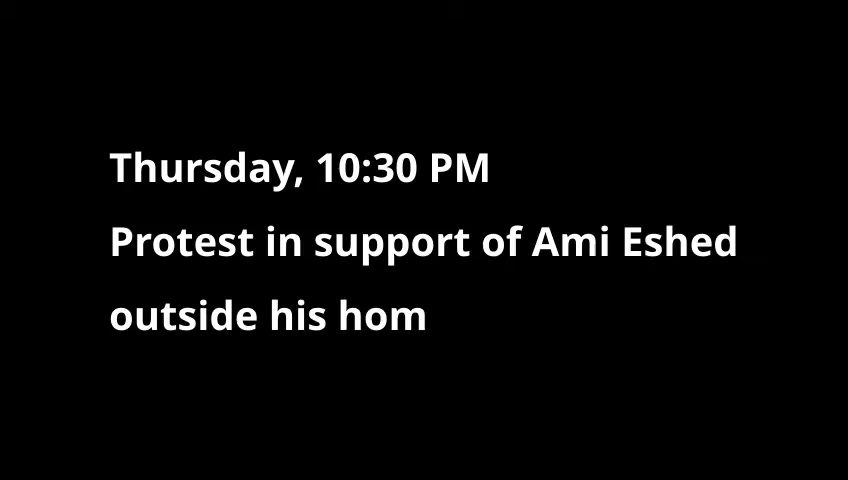 Thursday, 10:30 PM
Protest in support of Ami Eshed
outside his hom